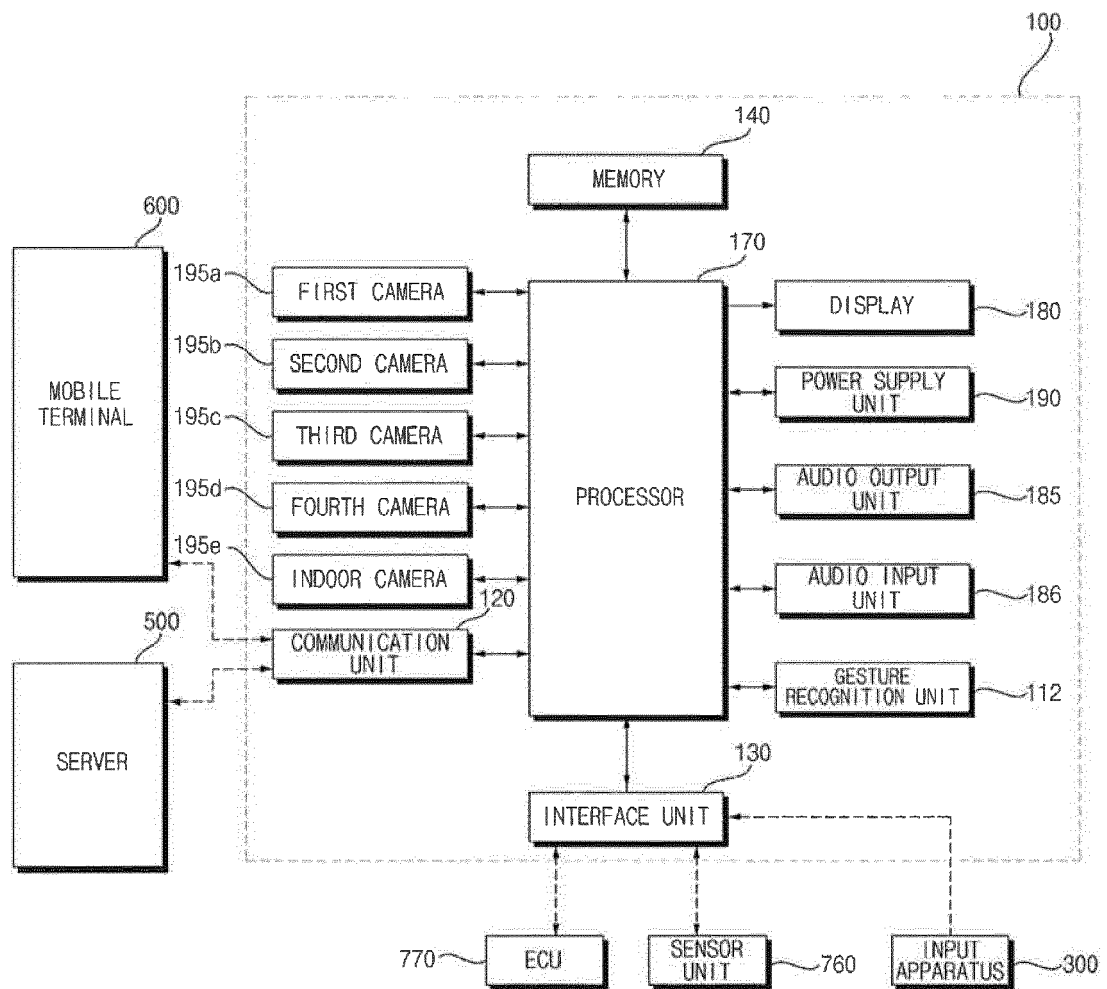 100
140
MEMORY
600
170
195a
FIRST CAMERA
DISPLAY
180
195b
SECOND CAMERA
POWER SUPPLY
UNIT
190
MOBILE
TERMINAL
195c
THIRD CAMERA
PROCESSOR
AUDIO OUTPUT
UNIT
185
195d
FOURTH CAMERA
195e
INDOOR CAMERA
AUDIO INPUT
UNIT
186
120
500
COMMUNICATION
UNIT
GESTURE
RECOGNITION UNIT
112
SERVER
130
INTERFACE UNIT
770
ECU
SENSOR
UNIT
760
INPUT
APPARATUS
300